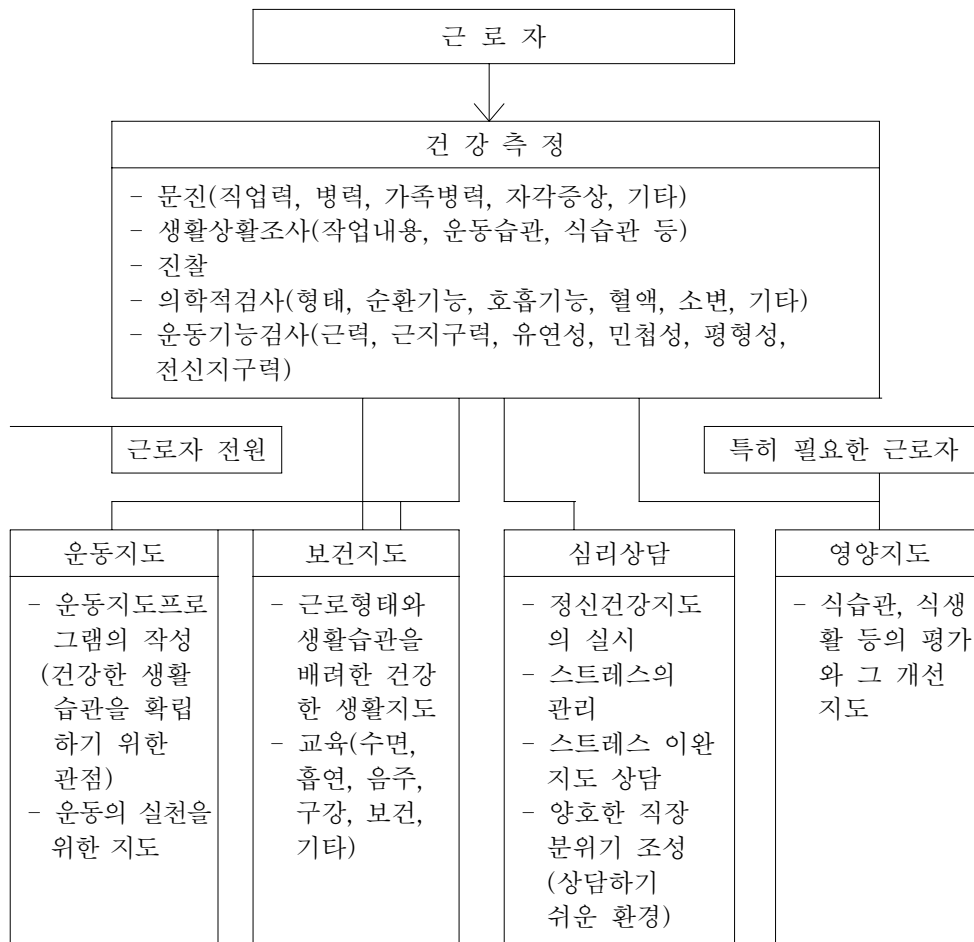 근 로 자
건 강 측 정
- 문진(직업력, 병력, 가족병력, 자각증상, 기타)
- 생활상활조사(작업내용, 운동습관, 식습관 등)
- 진찰
- 의학적검사(형태, 순환기능, 호흡기능, 혈액, 소변, 기타)
- 운동기능검사(근력, 근지구력, 유연성, 민첩성, 평형성,
전신지구력)
근로자 전원
특히 필요한 근로자
운동지도
- 운동지도프로
그램의 작성
(건강한 생활
습관을 확립
하기 위한
관점)
- 운동의 실천을
위한 지도
보건지도
- 근로형태와
생활습관을
배려한 건강
한 생활지도
- 교육(수면,
흡연, 음주,
구강, 보건,
기타)
심리상담
- 정신건강지도
의 실시
- 스트레스의
관리
- 스트레스 이완
지도 상담
- 양호한 직장
분위기 조성
(상담하기
쉬운 환경)
영양지도
- 식습관, 식생
활 등의 평가
와 그 개선
지도